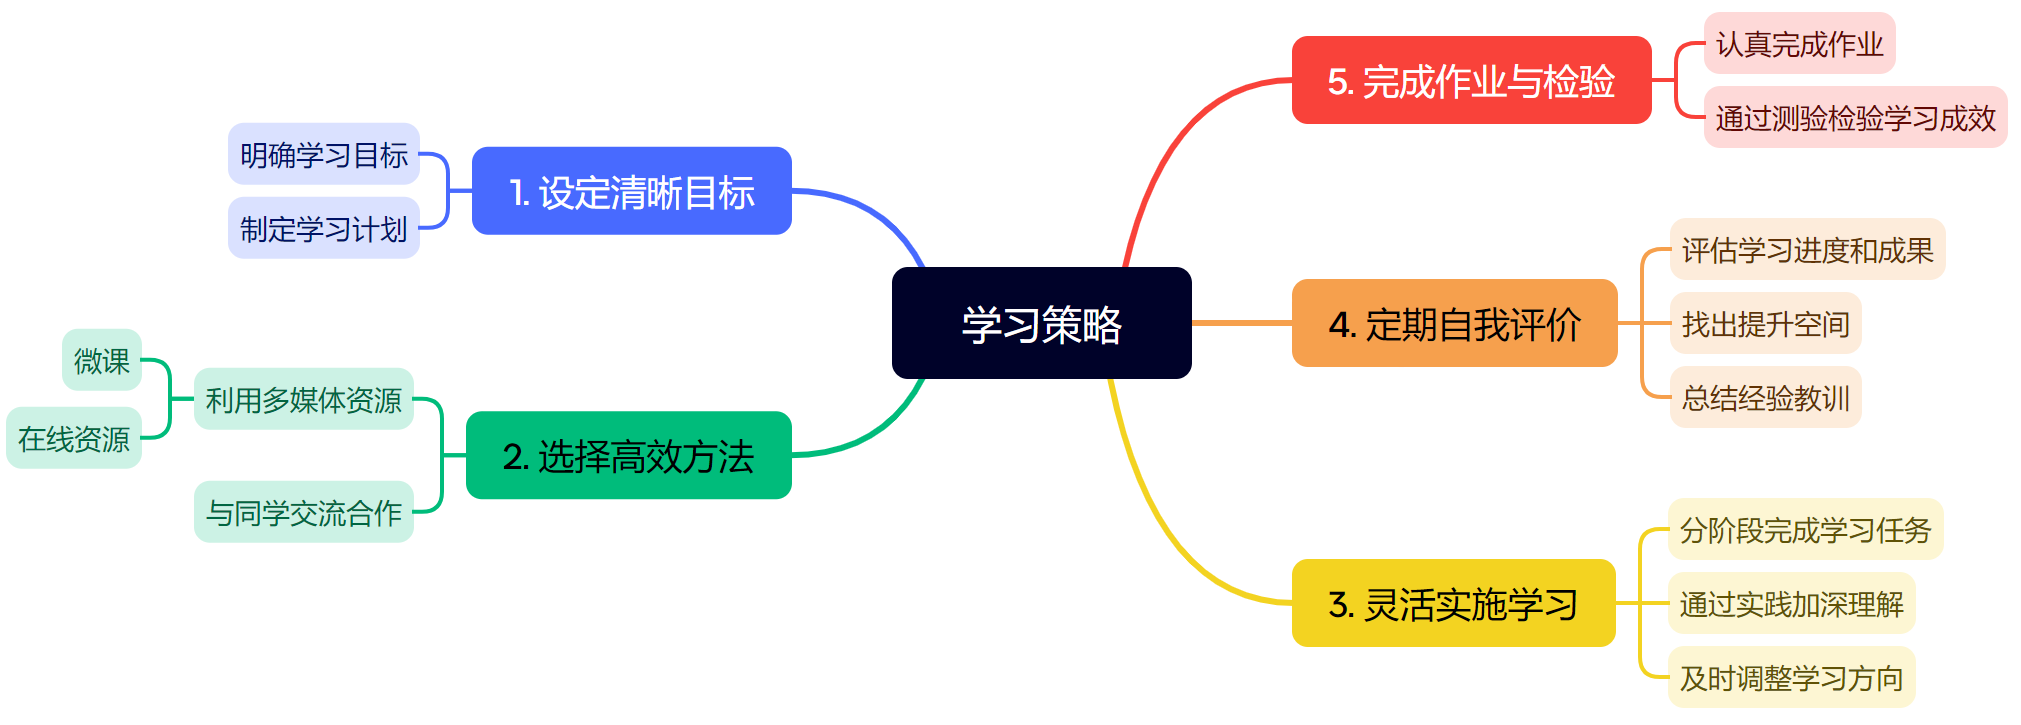 学习策略
1. 设定清晰目标
明确学习目标
制定学习计划
2. 选择高效方法
利用多媒体资源
微课
在线资源
与同学交流合作
3. 灵活实施学习
分阶段完成学习任务
通过实践加深理解
及时调整学习方向
4. 定期自我评价
评估学习进度和成果
找出提升空间
总结经验教训
5. 完成作业与检验
认真完成作业
通过测验检验学习成效